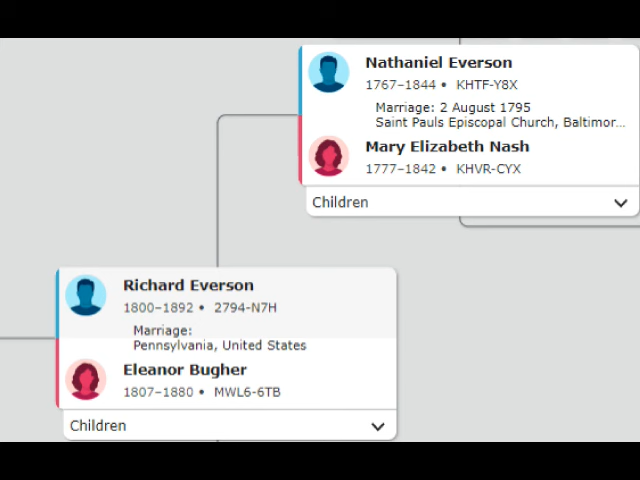 Nathaniel Everson
1767–1844 • KHTF-Y8X
Marriage: 2 August 1795
Saint Pauls Episcopal Church, Baltimor...
Mary Elizabeth Nash
1777–1842 • KHVR-CYX
Children
Richard Everson
1800–1892 • 2794-N7H
Marriage:
Pennsylvania, United States
Eleanor Bugher
1807–1880 • MWL6-6TB
Children